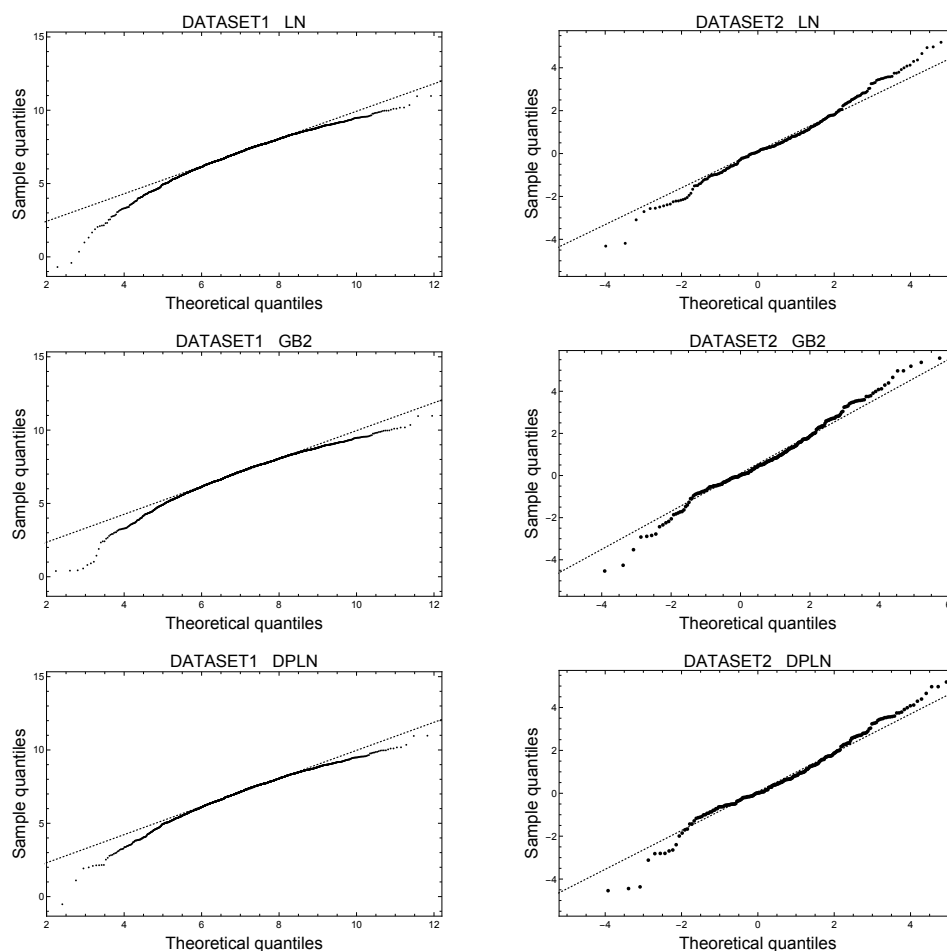 DATASET1 LN
Sample quantiles
15
10
5
0
2 4 6 8 10 12
Theoretical quantiles
DATASET2 LN
Sample quantiles
4
2
0
−2
−4
−4 −2 0 2 4
Theoretical quantiles
DATASET1 GB2
Sample quantiles
15
10
5
0
2 4 6 8 10 12
Theoretical quantiles
DATASET2 GB2
Sample quantiles
4
2
0
−2
−4
−4 −2 0 2 4 6
Theoretical quantiles
DATASET1 DPLN
Sample quantiles
15
10
5
0
2 4 6 8 10 12
Theoretical quantiles
DATASET2 DPLN
Sample quantiles
4
2
0
−2
−4
−4 −2 0 2 4
Theoretical quantiles